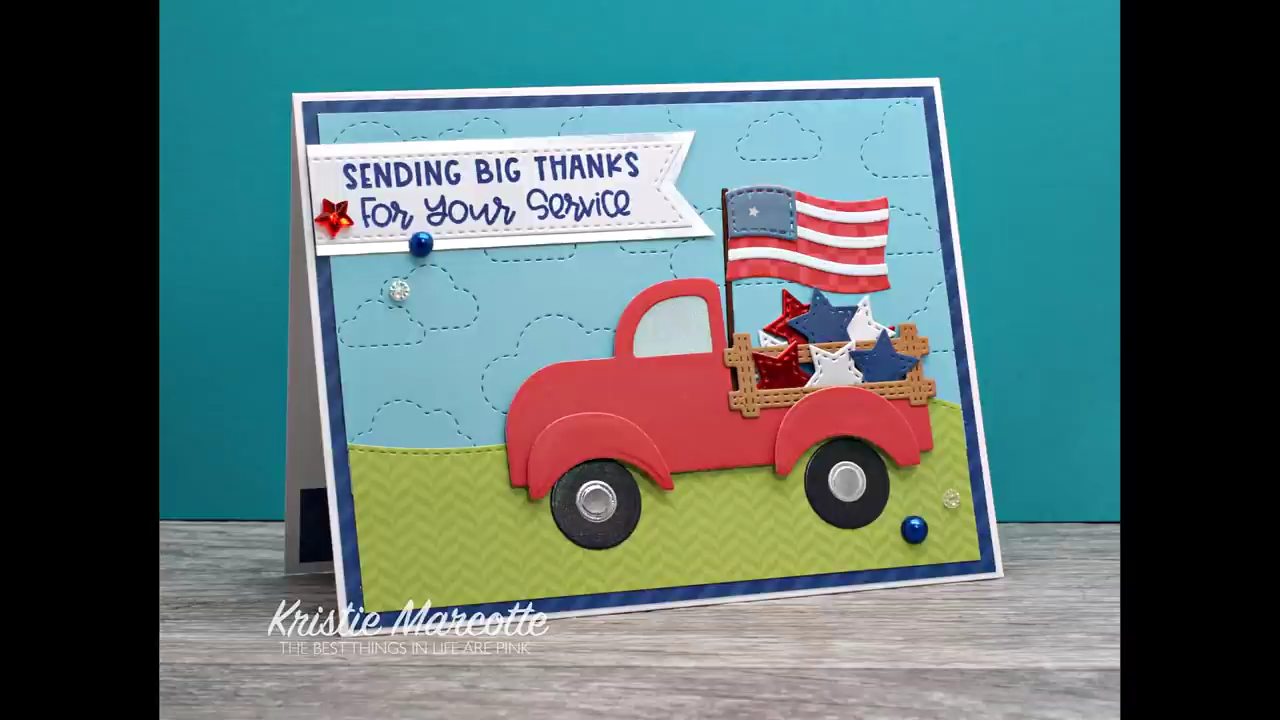 SENDING BIG THANKS
For your Service
Kristie Marcotte
THE BEST THINGS IN LIFE ARE PINK